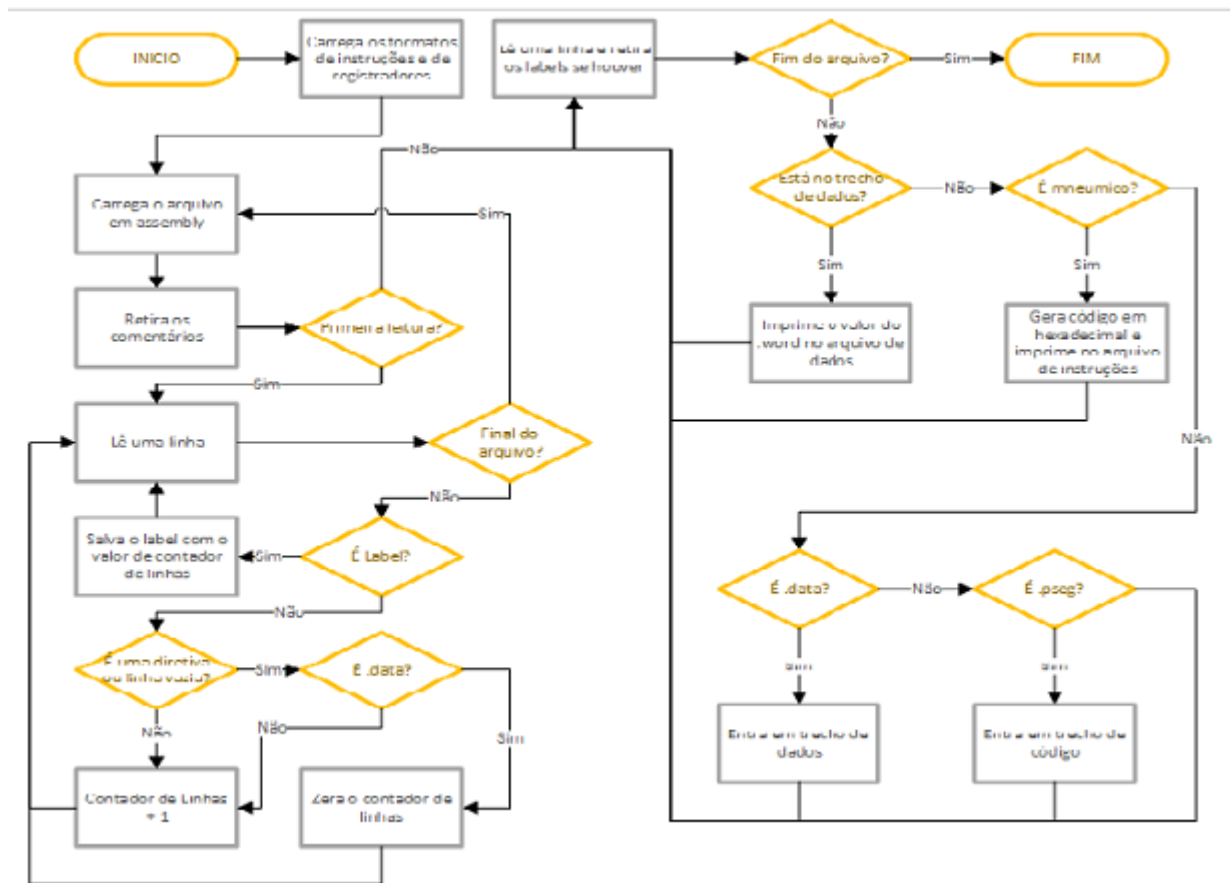 INICIO
Carrega os formatos
de instruções e de
registradores
Lê uma linha e retira
os labels se houver
Fim do arquivo?
Sim
FIM
Não
Não
Está no trecho
de dados?
Não
É mneumico?
Carrega o arquivo
em assembly
Sim
Sim
Sim
Retira os
comentários
Primeira leitura?
Imprime o valor do
.word no arquivo de
dados
Gera código em
hexadecimal e
imprime no arquivo
de instruções
Sim
Lê uma linha
Final do
arquivo?
Não
Não
Salva o label com o
valor de contador
de linhas
Sim
É Label?
É .data?
Não
É .pseg?
Não
É uma diretiva
ou linha vazia?
Sim
É .data?
Sim
Sim
Não
Não
Sim
Entra em trecho de
dados
Entra em trecho de
código
Contador de Linhas
+ 1
Zera o contador de
linhas